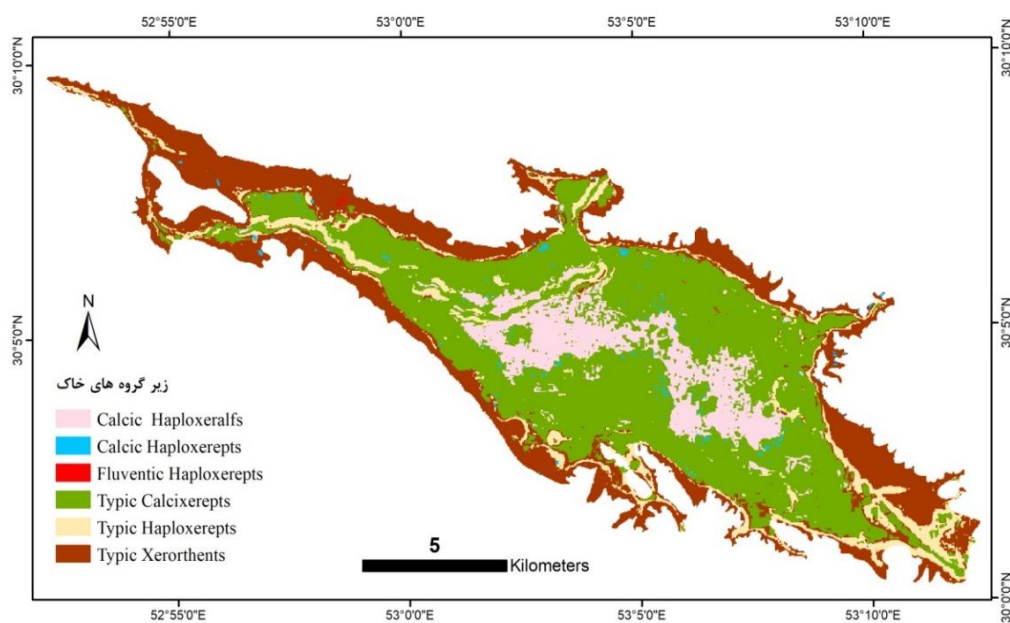 52°55'0"E 53°0'0"E 53°5'0"E 53°10'0"E
30°10'0"N
30°10'0"N
30°5'0"N
30°5'0"N
30°0'0"N
N
زیر گروه های خاک
Calcic Haploxeralfs
Calcic Haploxerepts
Fluventic Haploxerepts
Typic Calcixerepts
Typic Haploxerepts
Typic Xerorthents
5
Kilometers
52°55'0"E 53°0'0"E 53°5'0"E 53°10'0"E